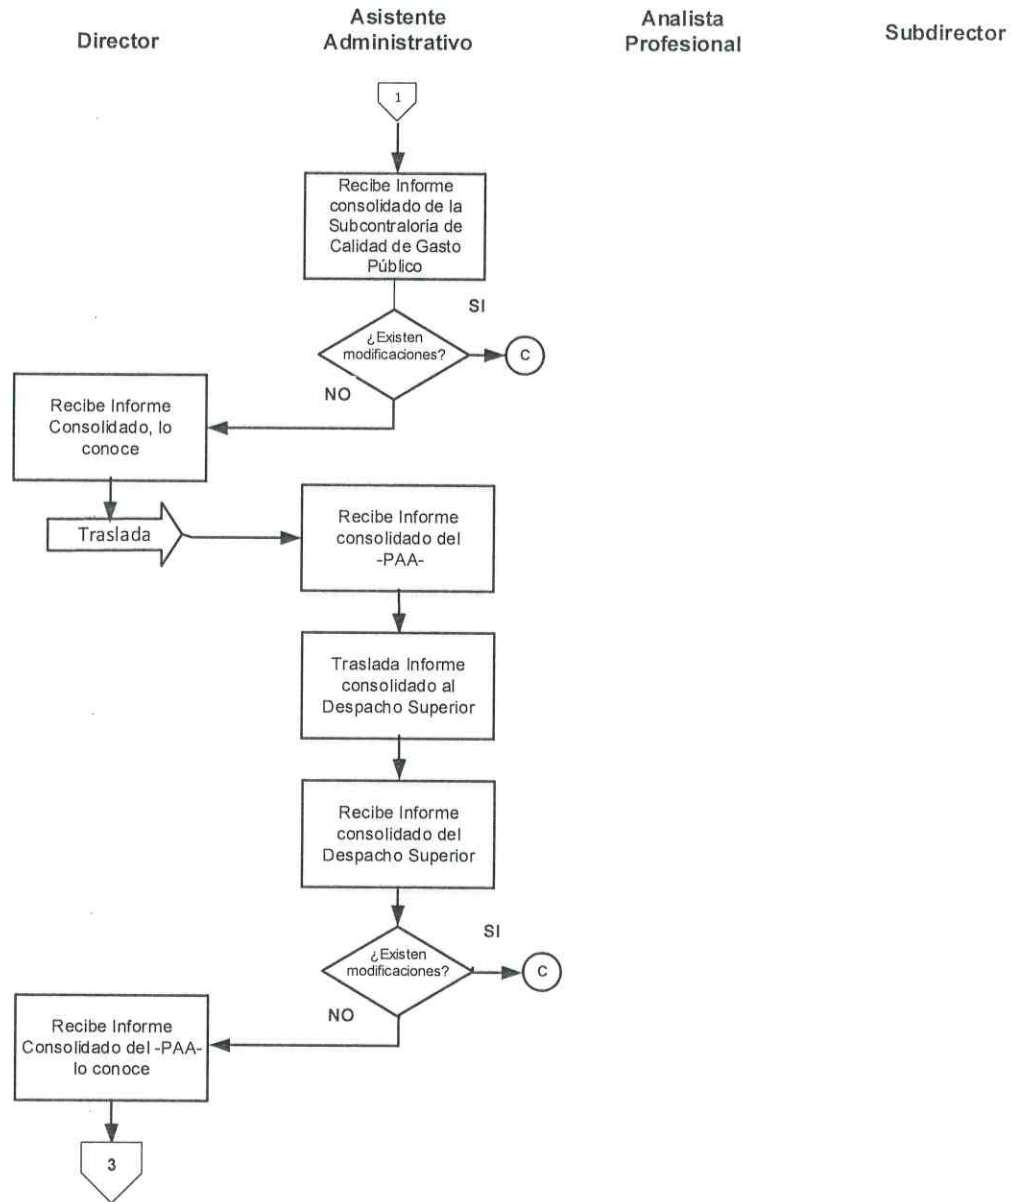 Director
Asistente
Administrativo
Analista
Profesional
Subdirector
1
Recibe Informe
consolidado de la
Subcontraloría de
Calidad de Gasto
Público
SI
¿Existen
modificaciones?
C
NO
Recibe Informe
Consolidado, lo
conoce
Traslada
Recibe Informe
consolidado del
-PAA-
Traslada Informe
consolidado al
Despacho Superior
Recibe Informe
consolidado del
Despacho Superior
SI
¿Existen
modificaciones?
C
NO
Recibe Informe
Consolidado del -PAA-
lo conoce
3